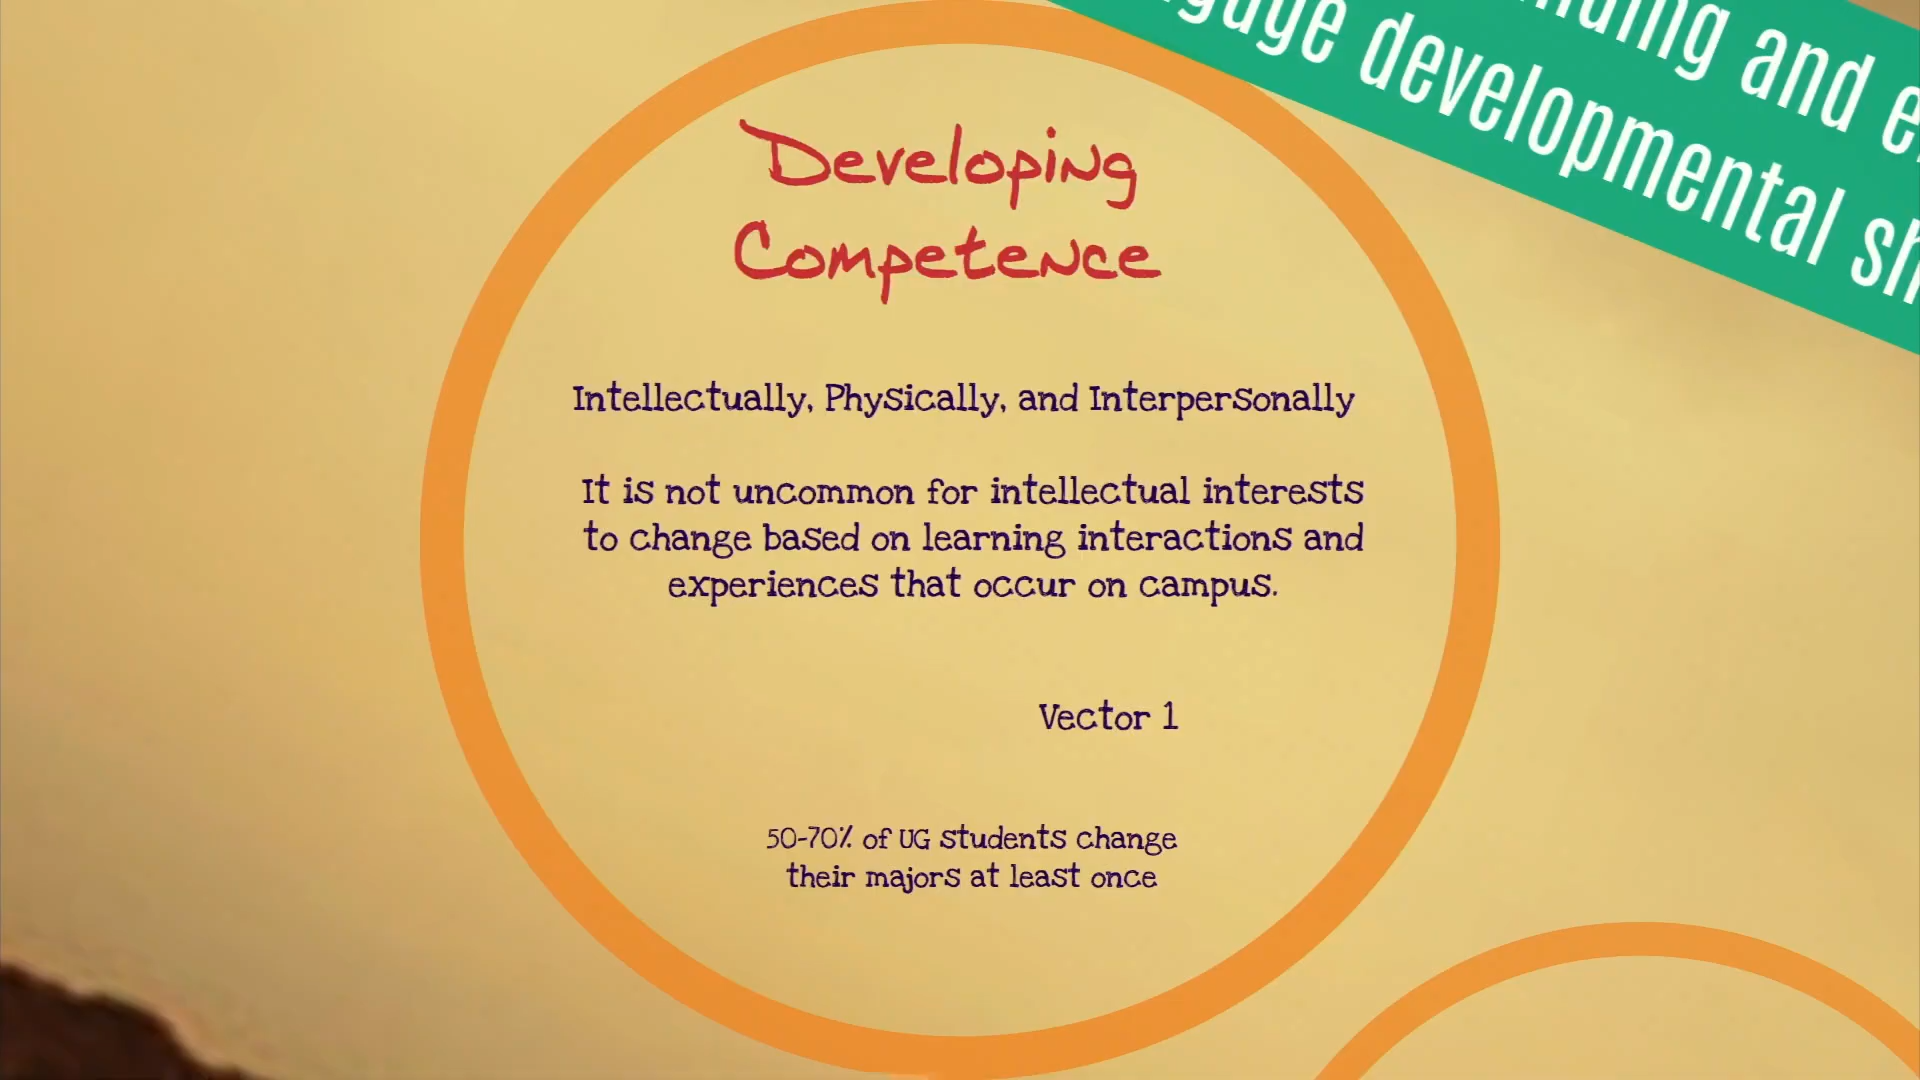 and
developmental
Developing
Competence
Intellectually, Physically, and Interpersonally
It is not uncommon for intellectual interests
to change based on learning interactions and
experiences that occur on campus.
Vector 1
50-70% of UG students change
their majors at least once